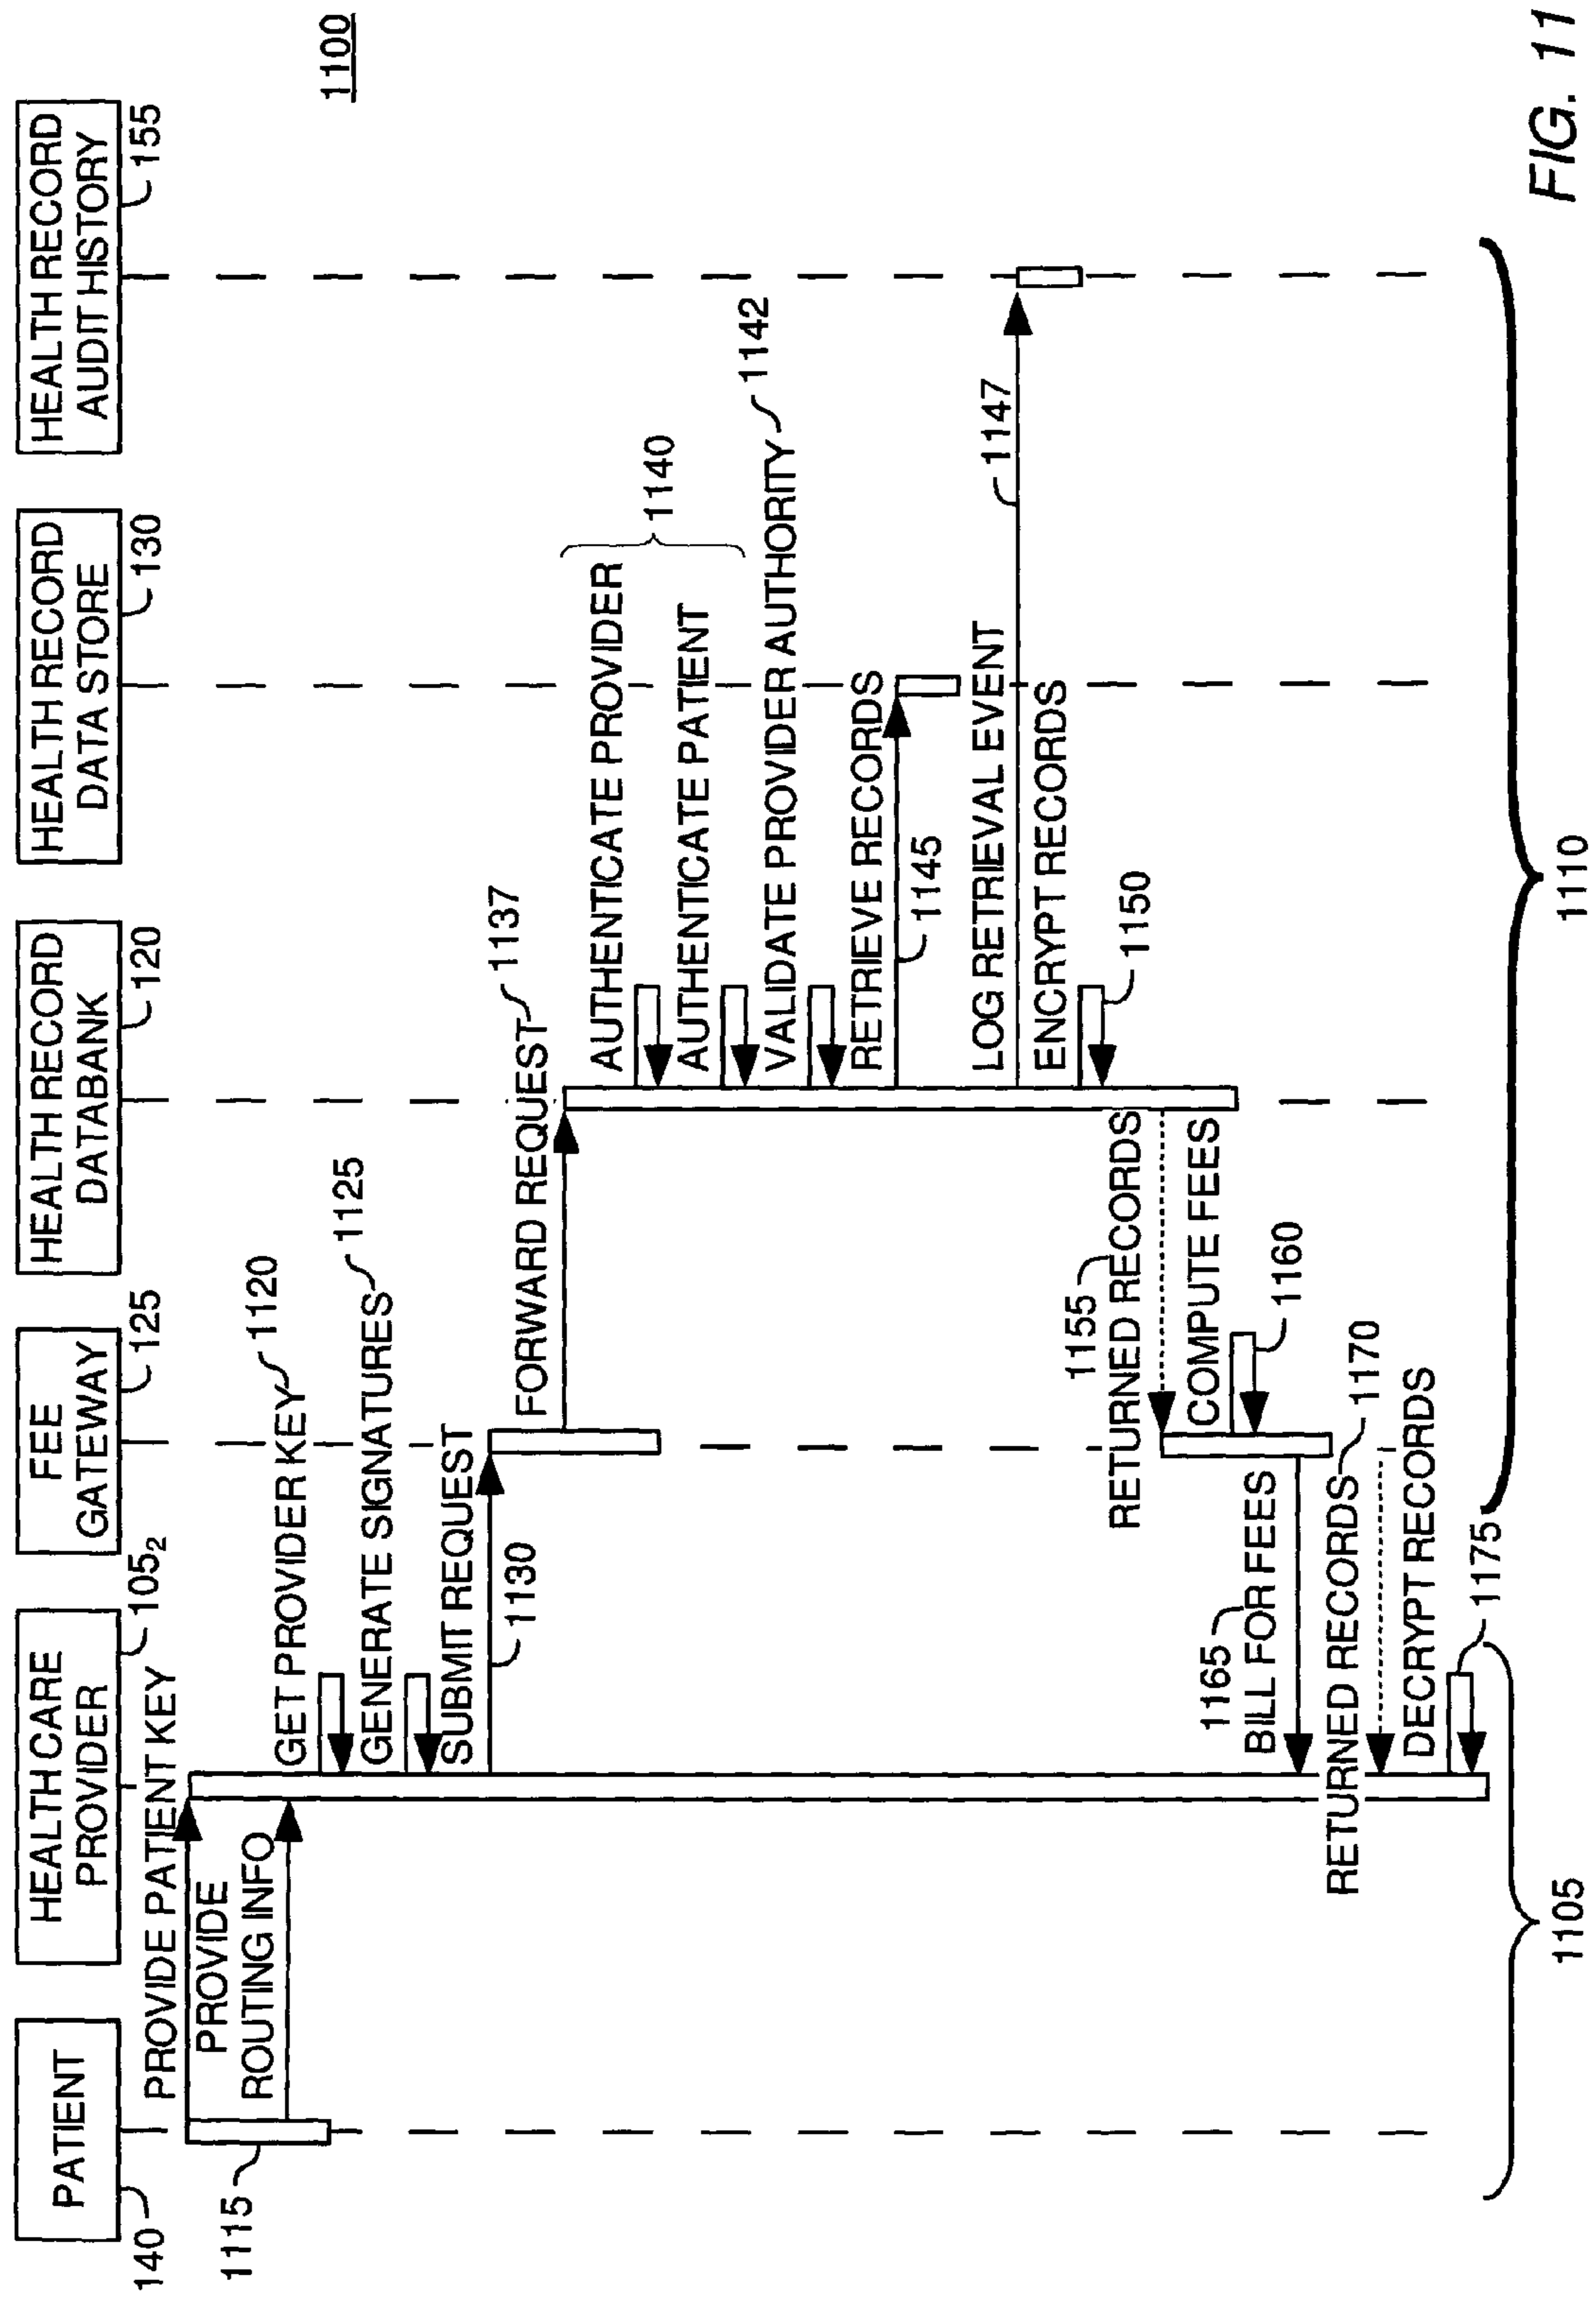 PATIENT
140
HEALTH CARE
PROVIDER
105₂
FEE
GATEWAY
125
HEALTH RECORD
DATABANK
120
HEALTH RECORD
DATA STORE
130
HEALTH RECORD
AUDIT HISTORY
155
1100
PROVIDE PATIENT KEY
PROVIDE
ROUTING INFO
1115
GET PROVIDER KEY
1120
GENERATE SIGNATURES
1125
SUBMIT REQUEST
1130
FORWARD REQUEST
1137
AUTHENTICATE PROVIDER
AUTHENTICATE PATIENT
1140
VALIDATE PROVIDER AUTHORITY
1142
RETRIEVE RECORDS
1145
LOG RETRIEVAL EVENT
1147
ENCRYPT RECORDS
1150
1155
RETURNED RECORDS
COMPUTE FEES
1160
1165
BILL FOR FEES
RETURNED RECORDS
1170
DECRYPT RECORDS
1175
1105
1110
FIG. 11